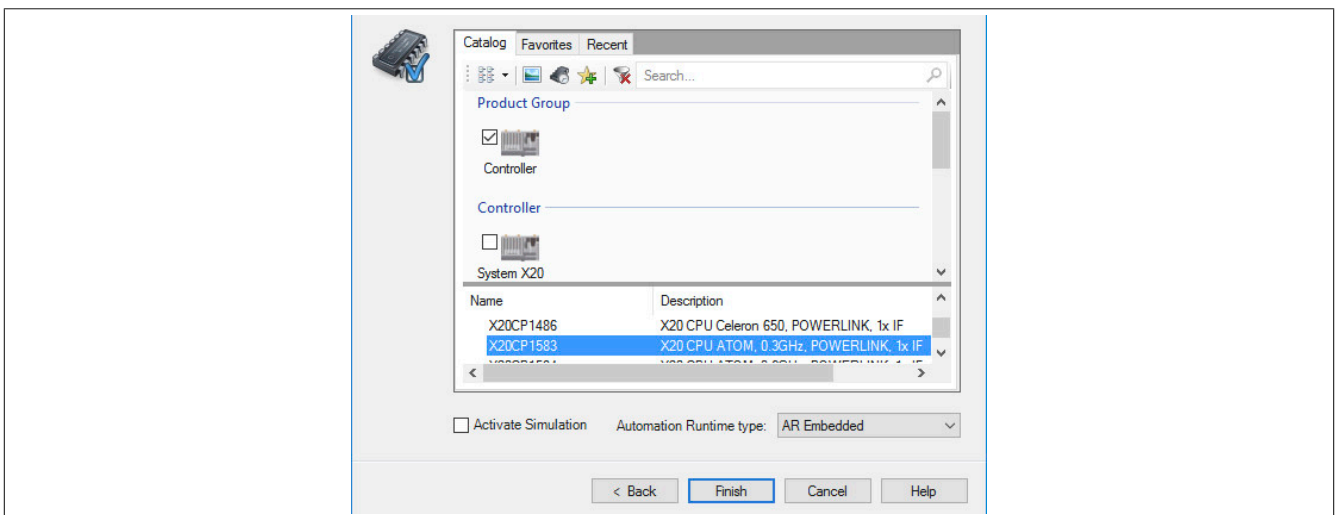 Catalog Favorites Recent
Search...
Product Group
Controller
Controller
System X20
Name Description
X20CP1486 X20 CPU Celeron 650, POWERLINK, 1x IF
X20CP1583 X20 CPU ATOM, 0.3GHz, POWERLINK, 1x IF
Activate Simulation Automation Runtime type: AR Embedded
< Back Finish Cancel Help